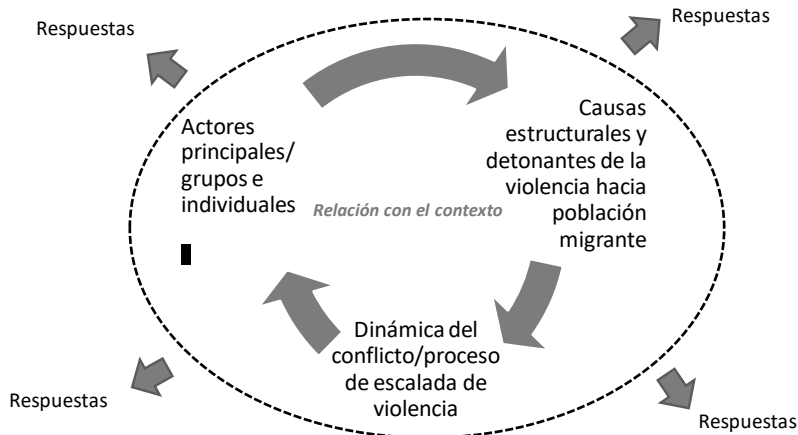 Respuestas
Respuestas
Actores
principales/
grupos e
individuales
Relación con el contexto
Causas
estructurales y
detonantes de la
violencia hacia
población
migrante
Dinámica del
conflicto/proceso
de escalada de
violencia
Respuestas
Respuestas